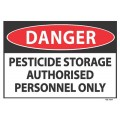 DANGER
PESTICIDE STORAGE
AUTHORISED
PERSONNEL ONLY